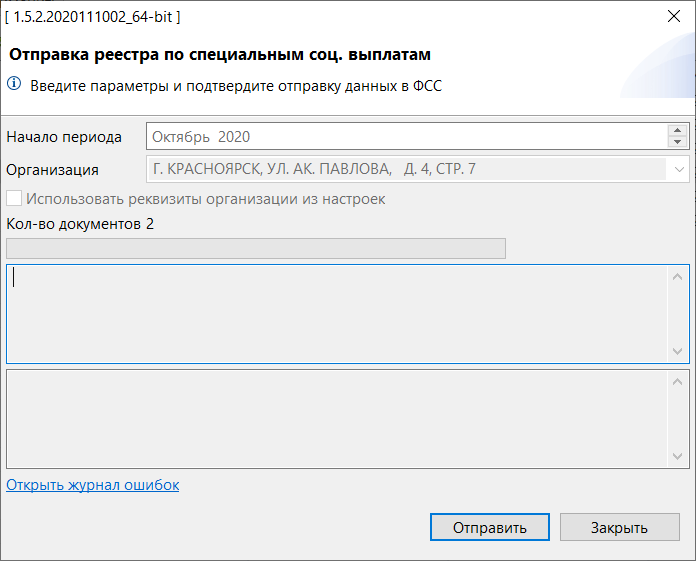 [ 1.5.2.2020111002_64-bit ]
Отправка реестра по специальным соц. выплатам
Введите параметры и подтвердите отправку данных в ФСС
Начало периода Октябрь 2020
Организация Г. КРАСНОЯРСК, УЛ. АК. ПАВЛОВА, Д. 4, СТР. 7
Использовать реквизиты организации из настроек
Кол-во документов 2
Открыть журнал ошибок
Отправить Закрыть